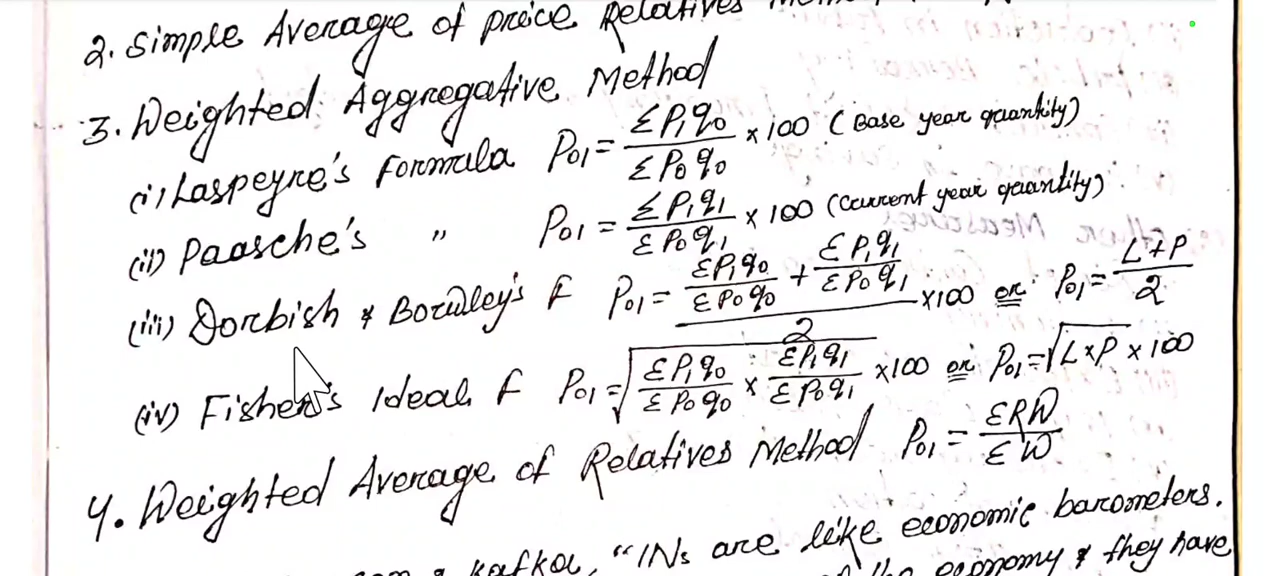 2. Simple Average of price Relatives
3. Weighted Aggregative Method
(i) Laspeyre's Formula P₀₁ = ΣP₁q₀ / ΣP₀q₀ × 100 (Base year quantity)
(ii) Paasche's " P₀₁ = ΣP₁q₁ / ΣP₀q₁ × 100 (Current year quantity)
(iii) Dorbish & Bowley's F P₀₁ = (ΣP₁q₀ / ΣP₀q₀ + ΣP₁q₁ / ΣP₀q₁) / 2 ×100 or P₀₁ = (L+P) / 2
(iv) Fisher's Ideal F P₀₁ = √(ΣP₁q₀ / ΣP₀q₀ × ΣP₁q₁ / ΣP₀q₁) ×100 or P₀₁ = √(L×P) × 100
4. Weighted Average of Relatives Method P₀₁ = ΣRW / ΣW
Kafka, "INs are like economic barometers.
the economy & they have